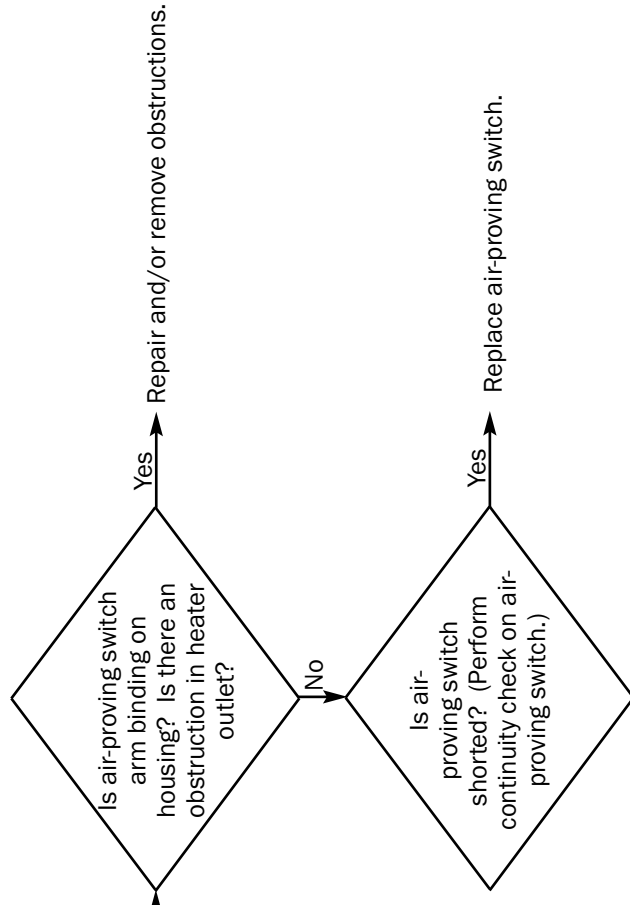 Is air-proving switch
arm binding on
housing?  Is there an
obstruction in heater
outlet?
Yes
Repair and/or remove obstructions.
No
Is air-
proving switch
shorted?  (Perform
continuity check on air-
proving switch.)
Yes
Replace air-proving switch.